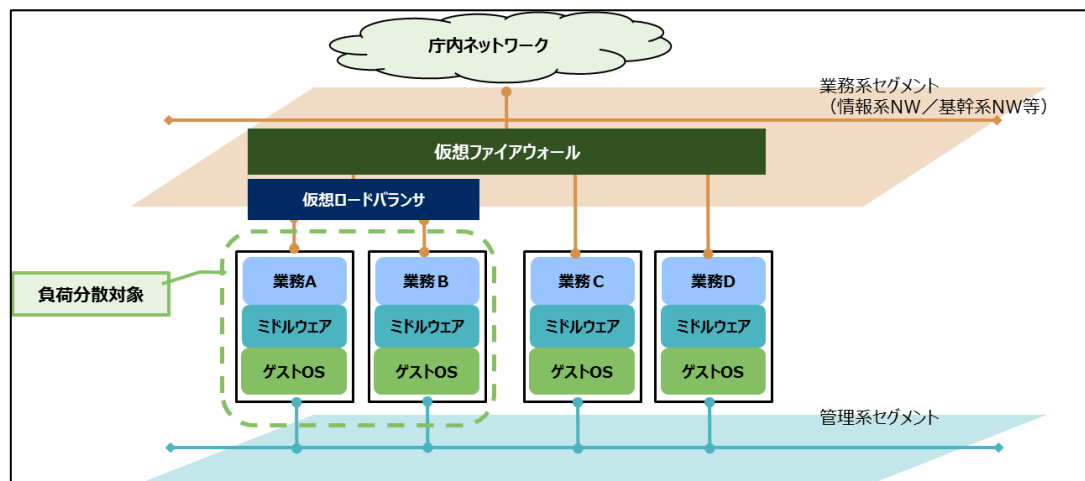 庁内ネットワーク
業務系セグメント
（情報系NW／基幹系NW等）
仮想ファイアウォール
仮想ロードバランサ
負荷分散対象
業務A
業務B
業務C
業務D
ミドルウェア
ミドルウェア
ミドルウェア
ミドルウェア
ゲストOS
ゲストOS
ゲストOS
ゲストOS
管理系セグメント